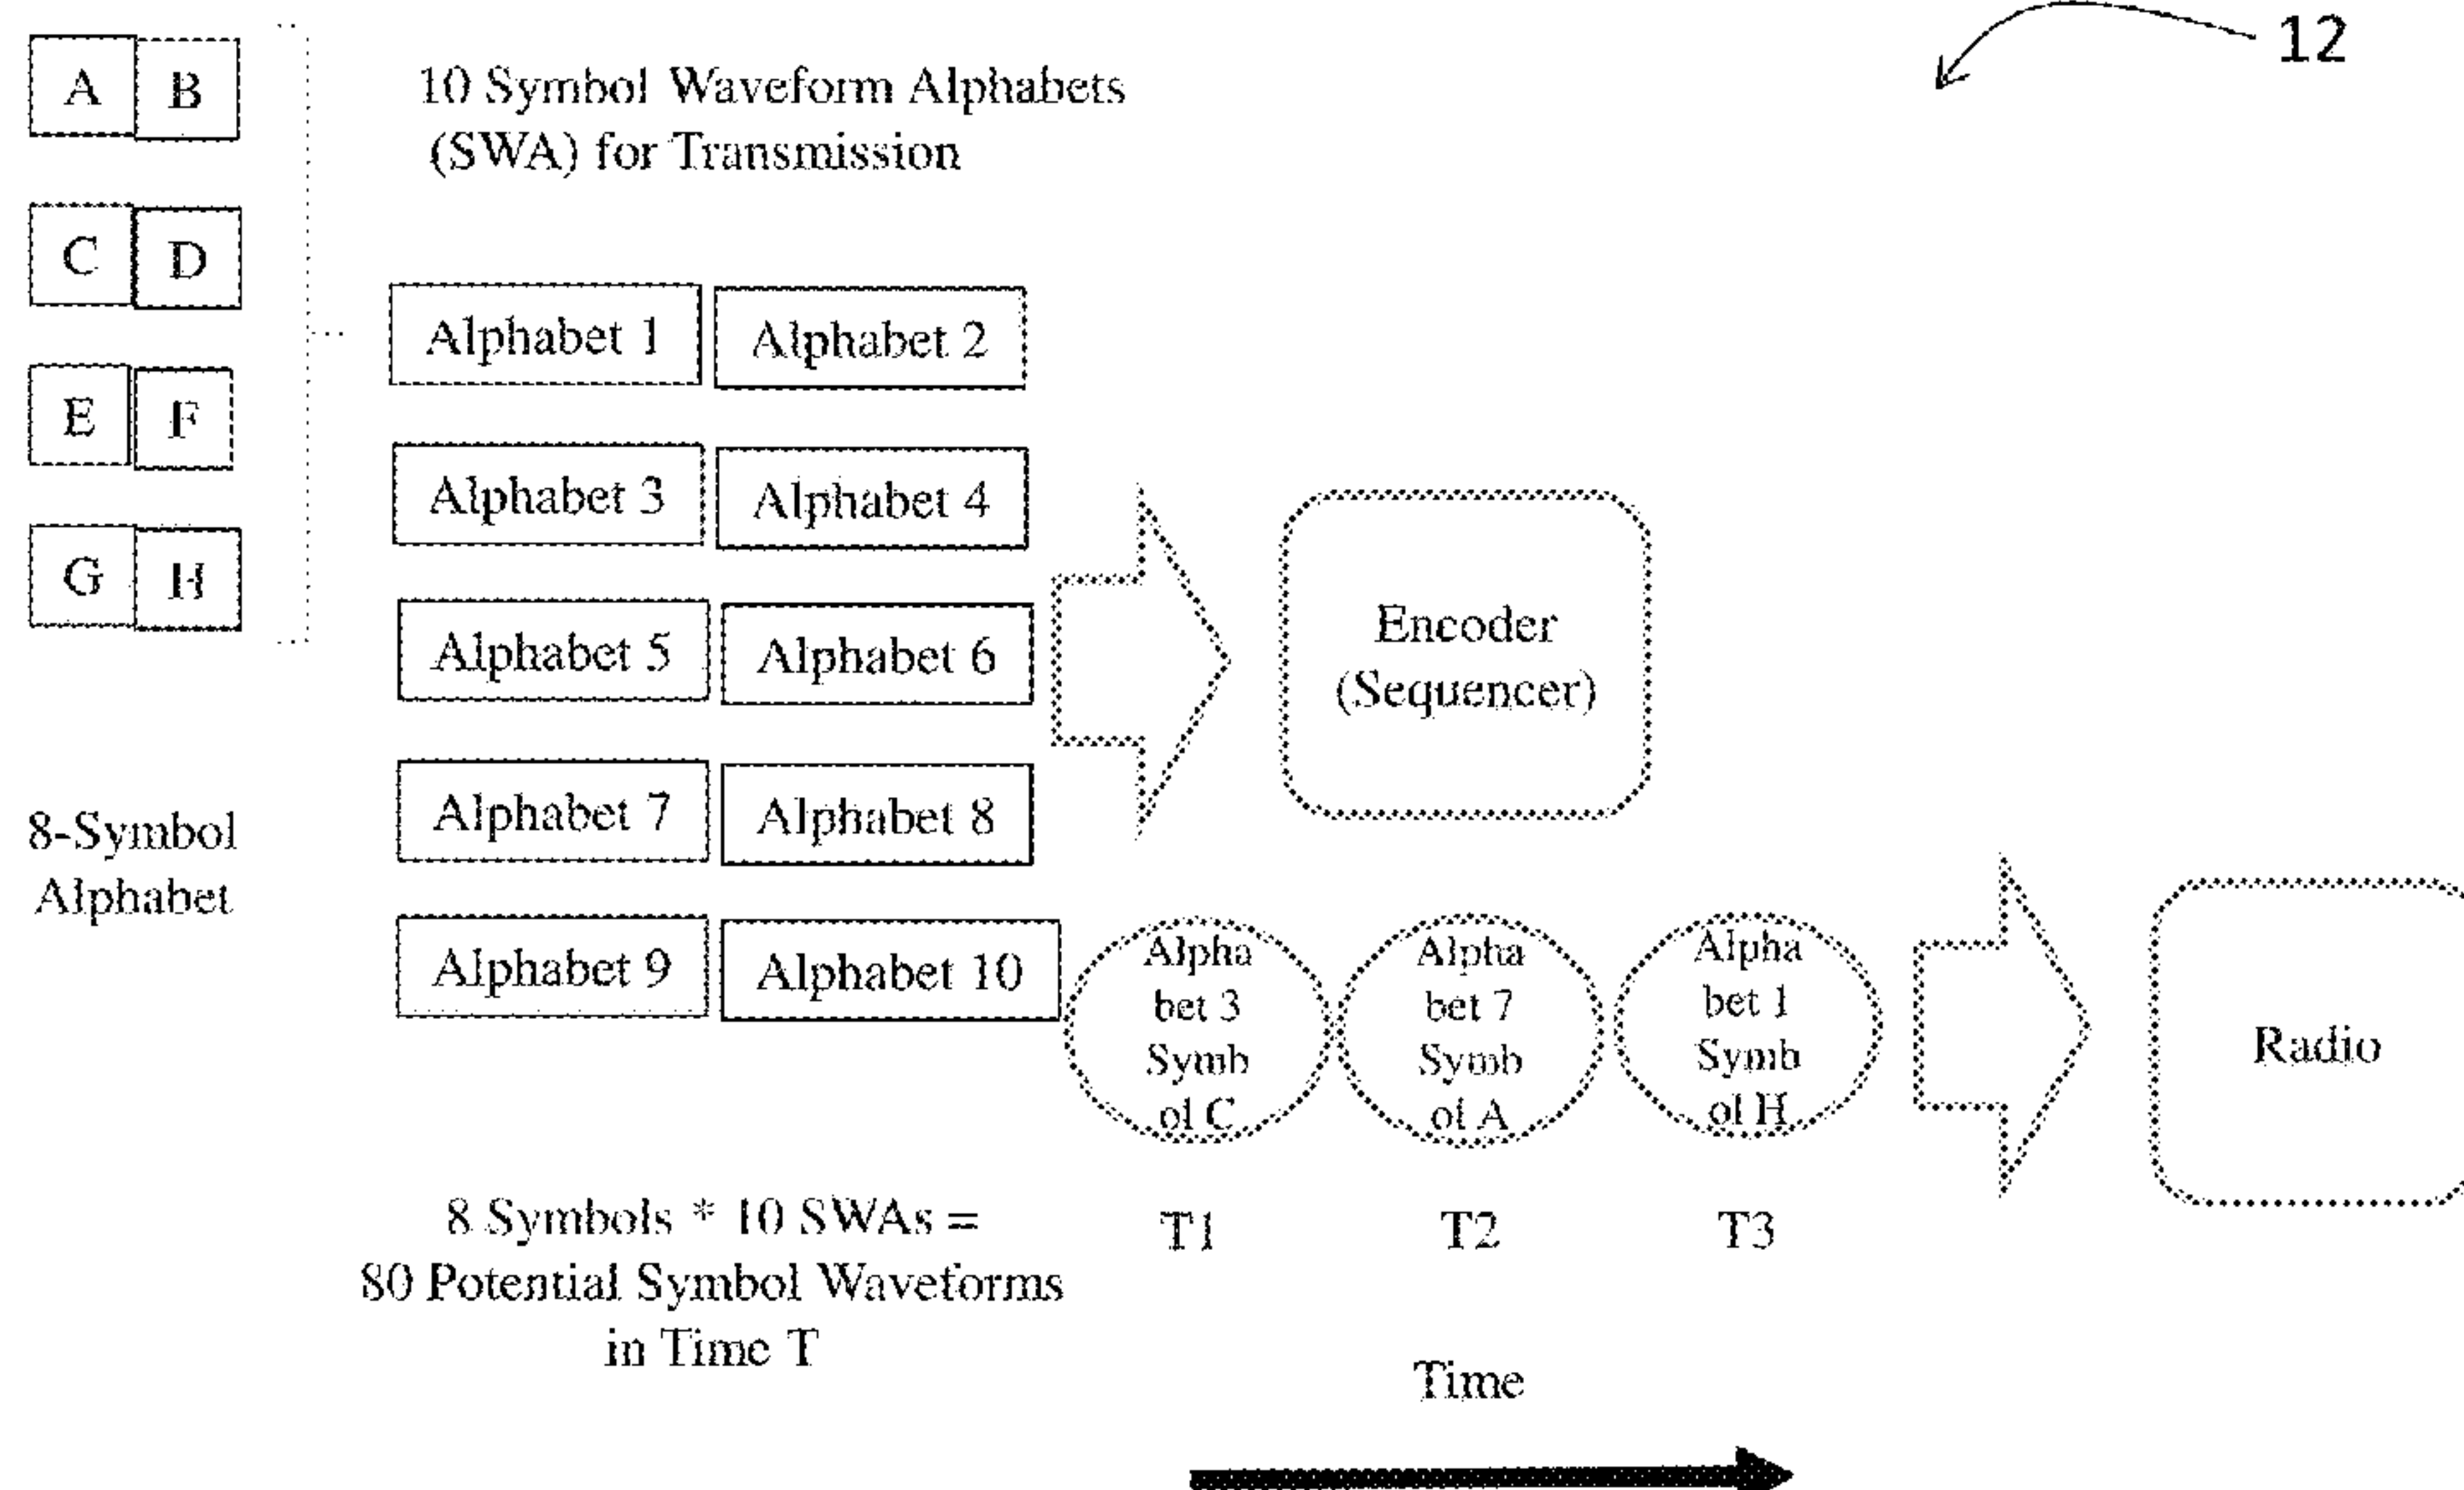 12
A B
C D
E F
G H
8-Symbol
Alphabet
10 Symbol Waveform Alphabets
(SWA) for Transmission
Alphabet 1 Alphabet 2
Alphabet 3 Alphabet 4
Alphabet 5 Alphabet 6
Alphabet 7 Alphabet 8
Alphabet 9 Alphabet 10
8 Symbols * 10 SWAs =
80 Potential Symbol Waveforms
in Time T
Encoder
(Sequencer)
Alpha
bet 3
Symb
ol C
Alpha
bet 7
Symb
ol A
Alpha
bet 1
Symb
ol H
T1 T2 T3
Time
Radio